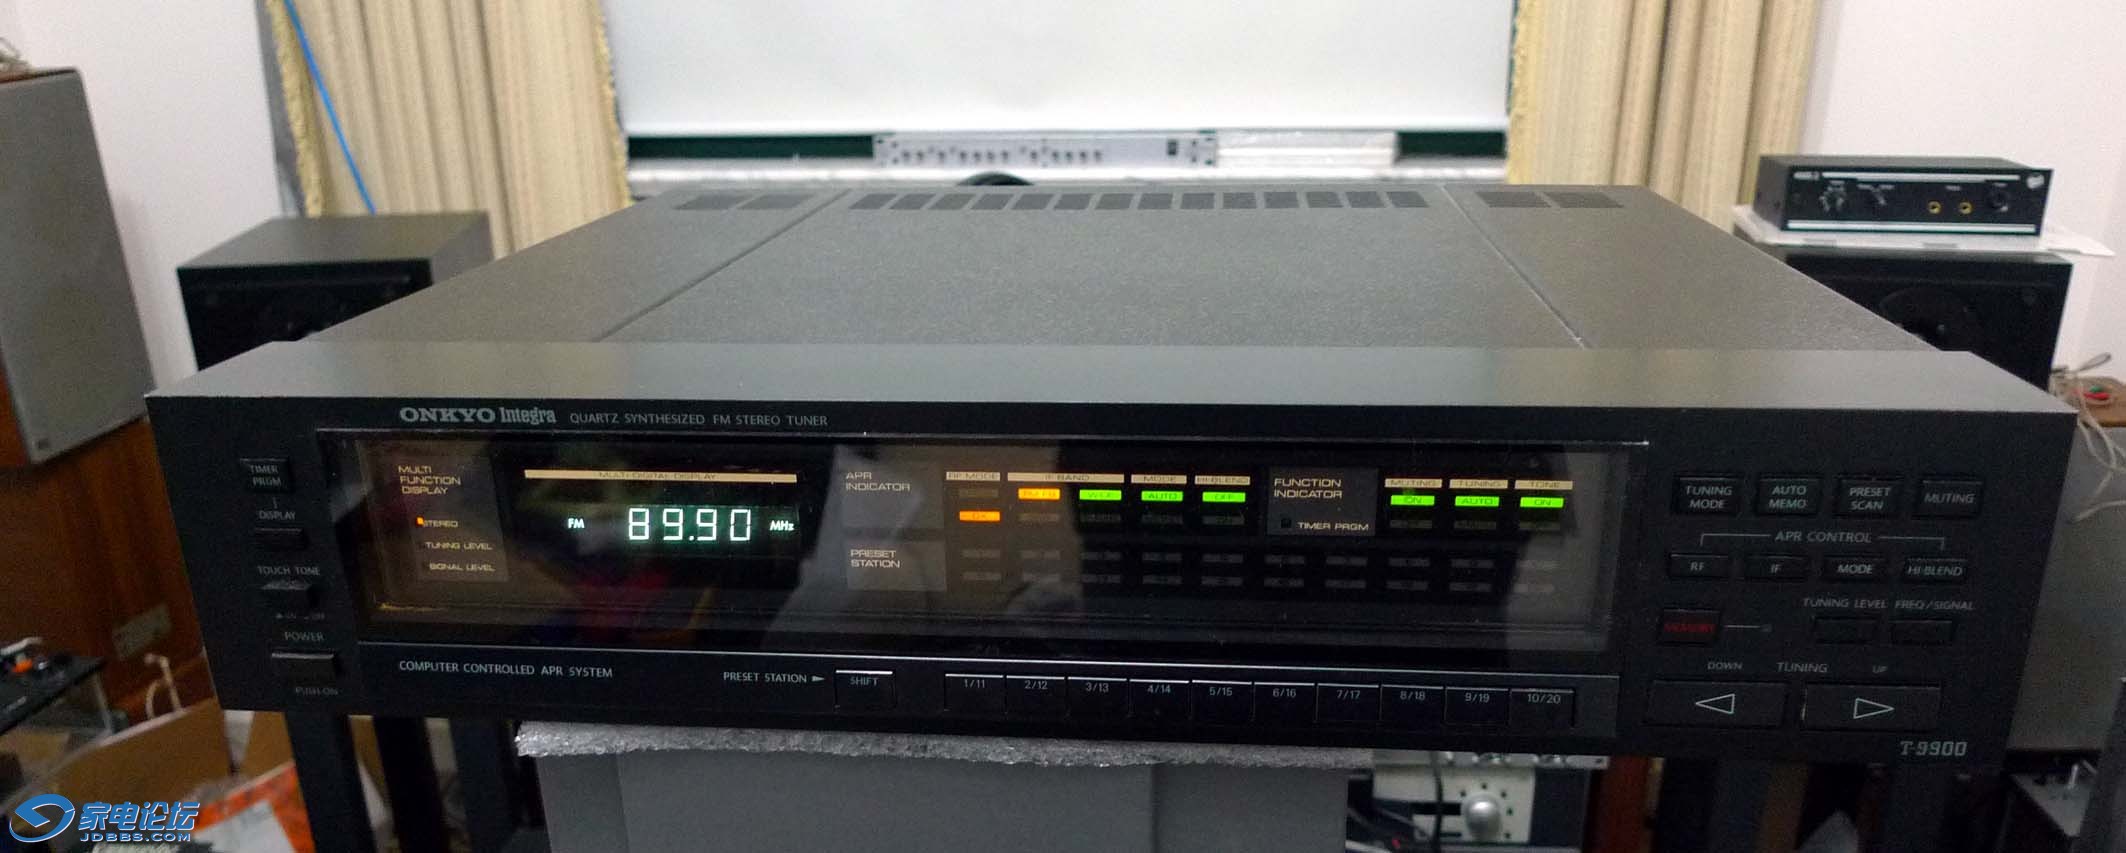 ONKYO Integra QUARTZ SYNTHESIZED FM STEREO TUNER
TIMER
PRGM
DISPLAY
TOUCH TONE
POWER
PUSH-ON
MULTI
FUNCTION
DISPLAY
STEREO
TUNING LEVEL
SIGNAL LEVEL
MULTI DIGITAL DISPLAY
FM 89.90 MHz
APR
INDICATOR
RF MODE
IF BAND
MODE
HI-BLEND
DX
AUTO
OFF
PRESET
STATION
FUNCTION
INDICATOR
TIMER PRGM
MUTING
TUNING
TONE
ON
AUTO
ON
TUNING
MODE
AUTO
MEMO
PRESET
SCAN
MUTING
APR CONTROL
RF
IF
MODE
HI-BLEND
MEMORY
TUNING LEVEL
FREQ/SIGNAL
DOWN
TUNING
UP
COMPUTER CONTROLLED APR SYSTEM
PRESET STATION
SHIFT
1/11
2/12
3/13
4/14
5/15
6/16
7/17
8/18
9/19
10/20
T-9900
家电论坛
JDBBS.COM